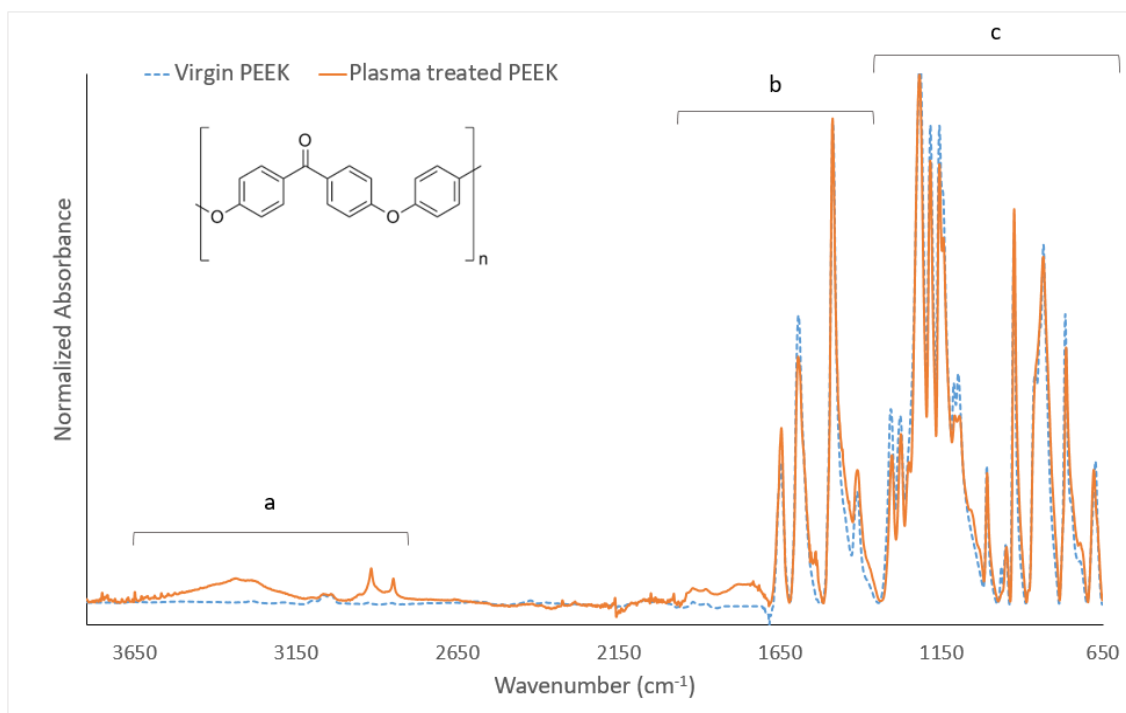 c
Virgin PEEK
Plasma treated PEEK
b
O
O
O
n
Normalized Absorbance
a
3650
3150
2650
2150
1650
1150
650
Wavenumber (cm⁻¹)